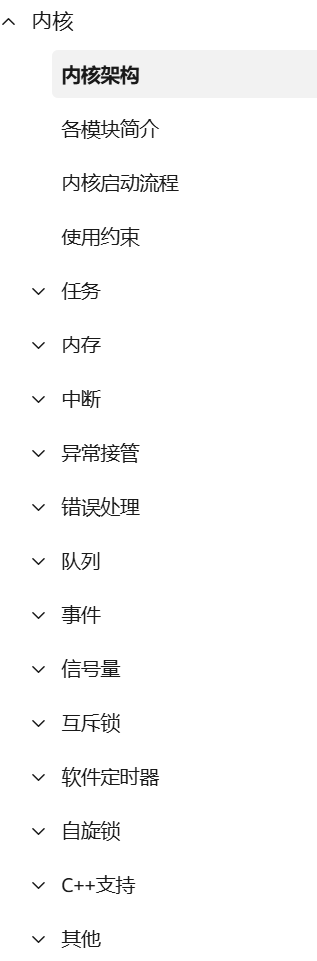 内核
内核架构
各模块简介
内核启动流程
使用约束
任务
内存
中断
异常接管
错误处理
队列
事件
信号量
互斥锁
软件定时器
自旋锁
C++支持
其他